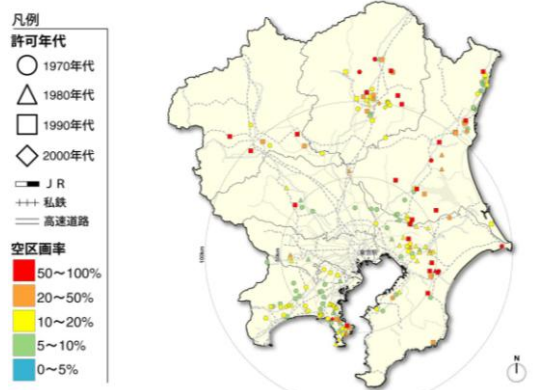 凡例
許可年代
1970年代
1980年代
1990年代
2000年代
ＪＲ
私鉄
高速道路
空区画率
50〜100%
20〜50%
10〜20%
5〜10%
0〜5%
100km
N